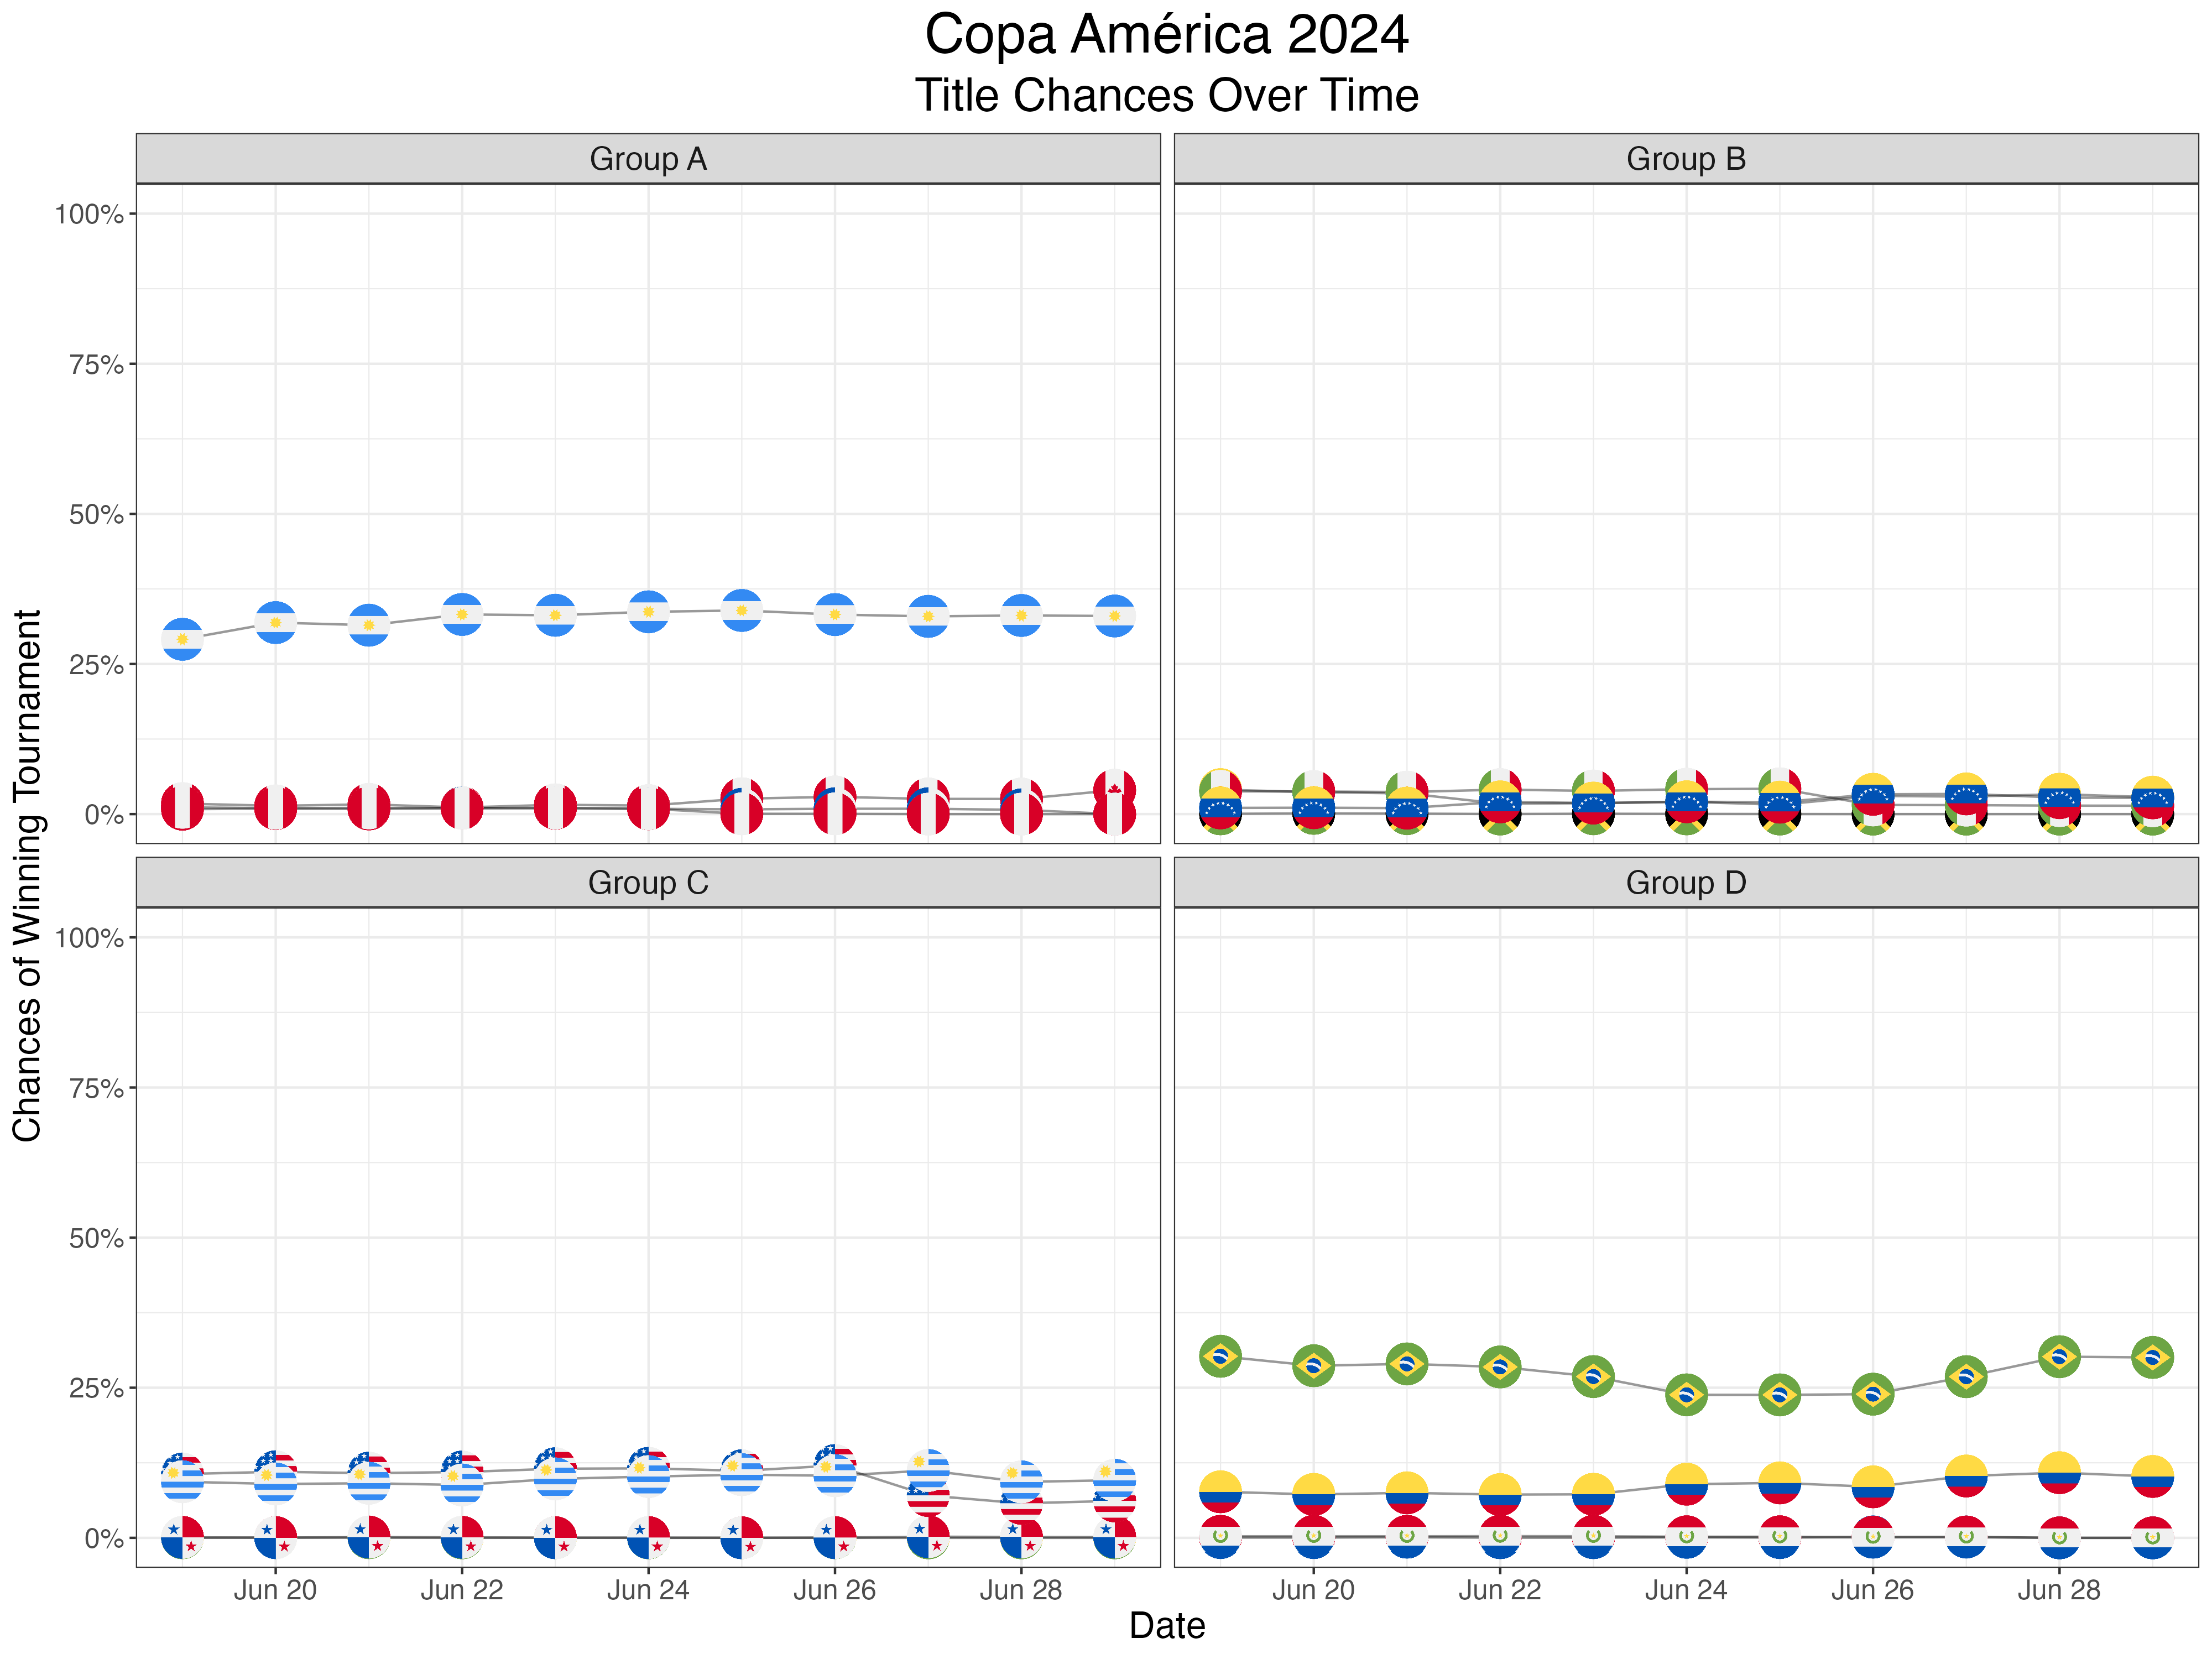 Copa América 2024
Title Chances Over Time
Group A
Group B
100%
75%
50%
25%
0%
Group C
Group D
100%
75%
50%
25%
0%
Jun 20
Jun 22
Jun 24
Jun 26
Jun 28
Jun 20
Jun 22
Jun 24
Jun 26
Jun 28
Date
Chances of Winning Tournament